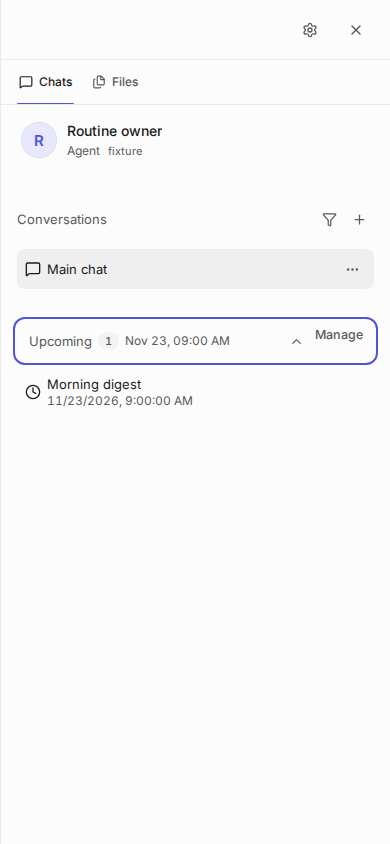 Chats Files
R
Routine owner
Agent fixture
Conversations
Main chat
Upcoming 1 Nov 23, 09:00 AM Manage
Morning digest
11/23/2026, 9:00:00 AM